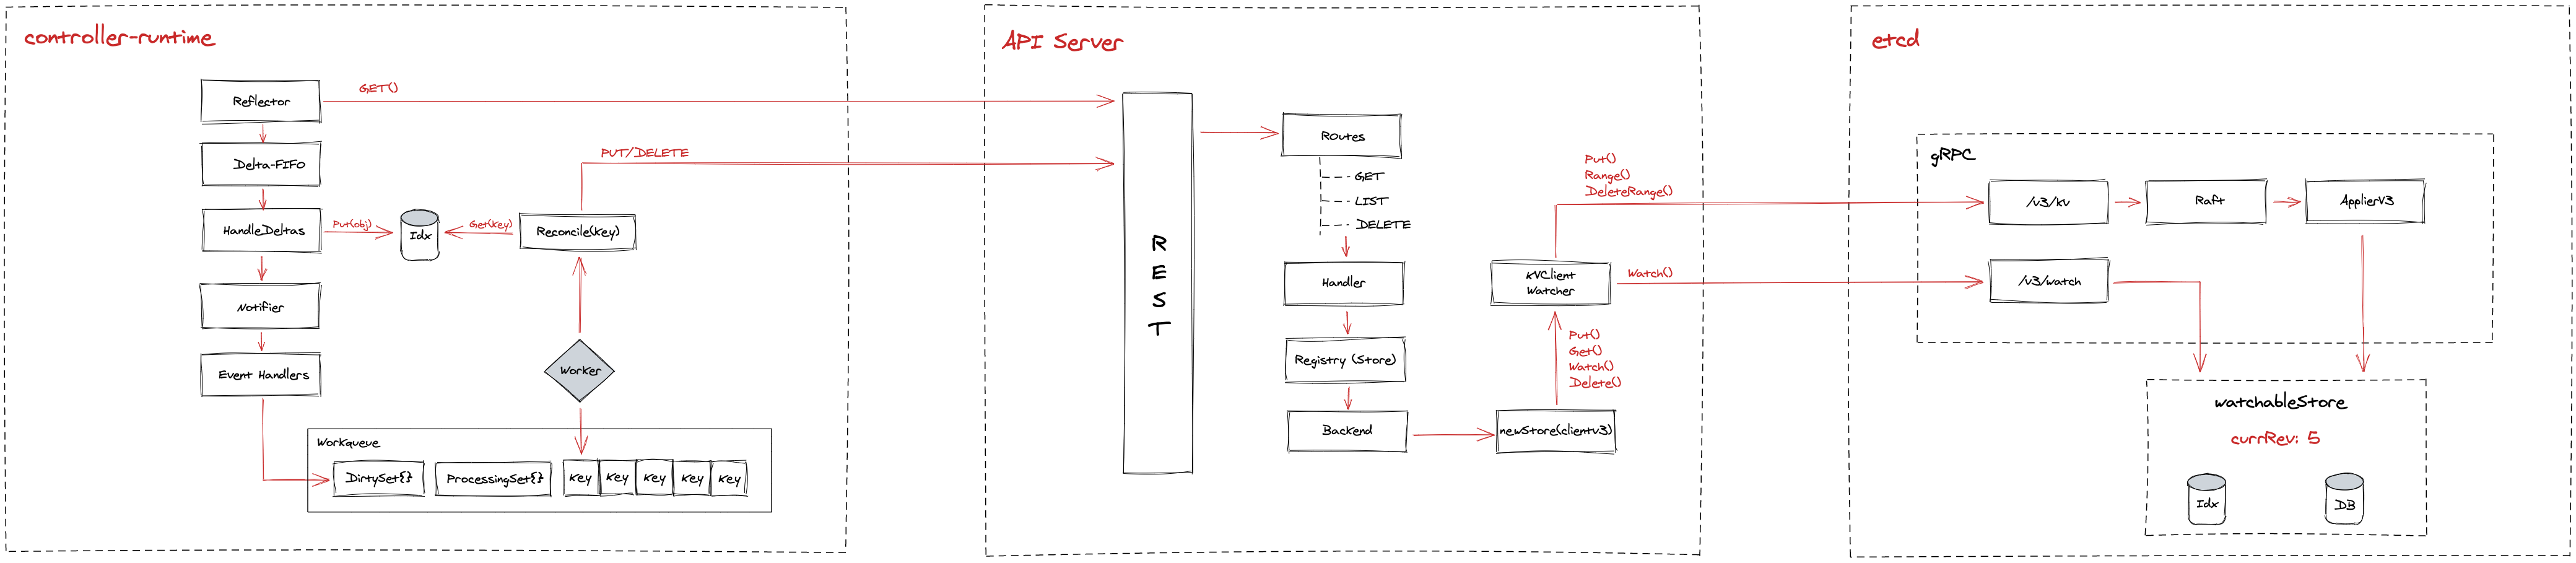 controller-runtime
Reflector
GET()
Delta-FIFO
PUT/DELETE
HandleDeltas
Put(obj)
Idx
Get(Key)
Reconcile(Key)
Notifier
Event Handlers
Worker
Workqueue
DirtySet{}
ProcessingSet{}
Key
Key
Key
Key
Key
API Server
R
E
S
T
Routes
GET
LIST
DELETE
Handler
Registry (Store)
Backend
newStore(clientv3)
Put()
Get()
Watch()
Delete()
KVClient
Watcher
Put()
Range()
DeleteRange()
Watch()
etcd
gRPC
/v3/kv
Raft
ApplierV3
/v3/watch
watchableStore
currRev: 5
Idx
DB